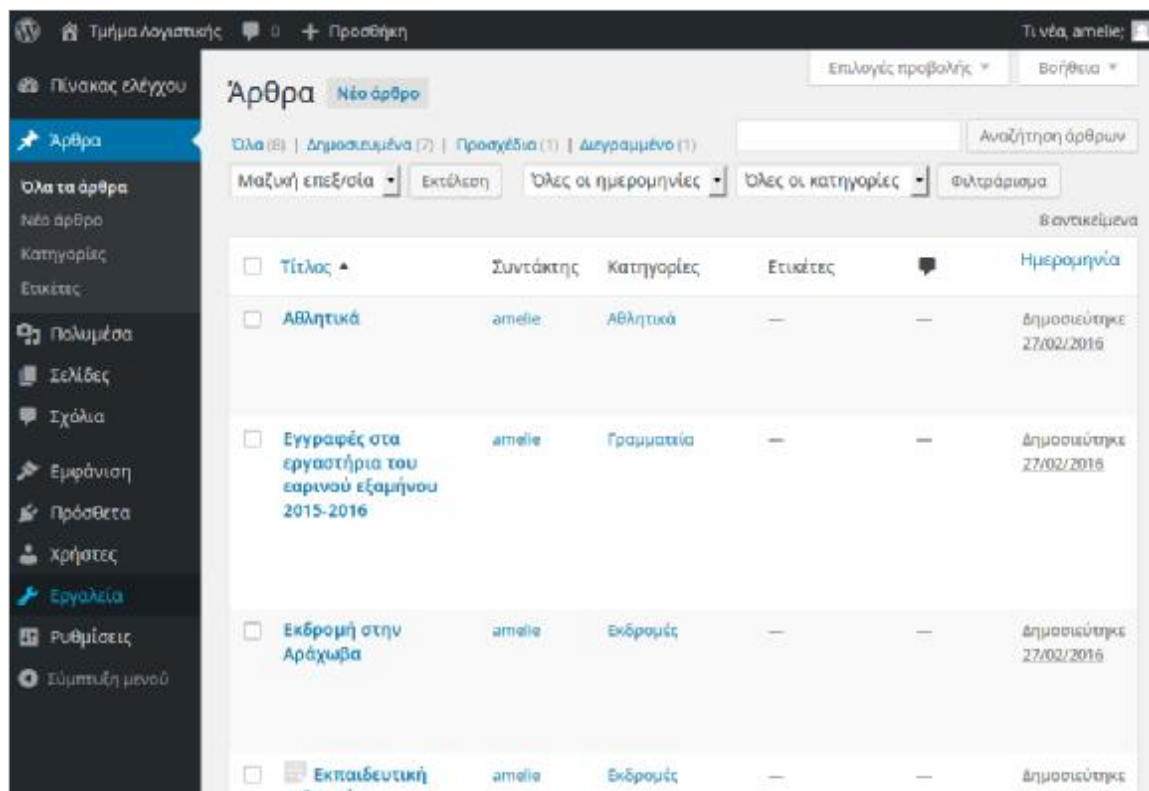 Τμήμα Λογιστικής 0 + Προσθήκη Τι νέα, amelie;
Πίνακας ελέγχου
Άρθρα
Όλα τα άρθρα
Νέο άρθρο
Κατηγορίες
Ετικέτες
Πολυμέσα
Σελίδες
Σχόλια
Εμφάνιση
Πρόσθετα
Χρήστες
Εργαλεία
Ρυθμίσεις
Σύμπτυξη μενού
Επιλογές προβολής Βοήθεια
Άρθρα Νέο άρθρο
Όλα (8) | Δημοσιευμένα (7) | Προσχέδια (1) | Διεγραμμένο (1) Αναζήτηση άρθρων
Μαζική επεξ/σία Εκτέλεση Όλες οι ημερομηνίες Όλες οι κατηγορίες Φιλτράρισμα
8 αντικείμενα
Τίτλος Συντάκτης Κατηγορίες Ετικέτες Ημερομηνία
Αθλητικά amelie Αθλητικά — — Δημοσιεύτηκε
27/02/2016
Εγγραφές στα amelie Γραμματεία — — Δημοσιεύτηκε
εργαστήρια του 27/02/2016
εαρινού εξαμήνου
2015-2016
Εκδρομή στην amelie Εκδρομές — — Δημοσιεύτηκε
Αράχωβα 27/02/2016
Εκπαιδευτική amelie Εκδρομές — — Δημοσιεύτηκε